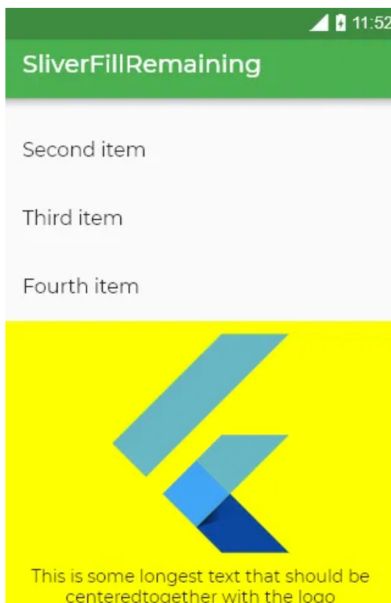 11:52
SliverFillRemaining
Second item
Third item
Fourth item
This is some longest text that should be
centeredtogether with the logo